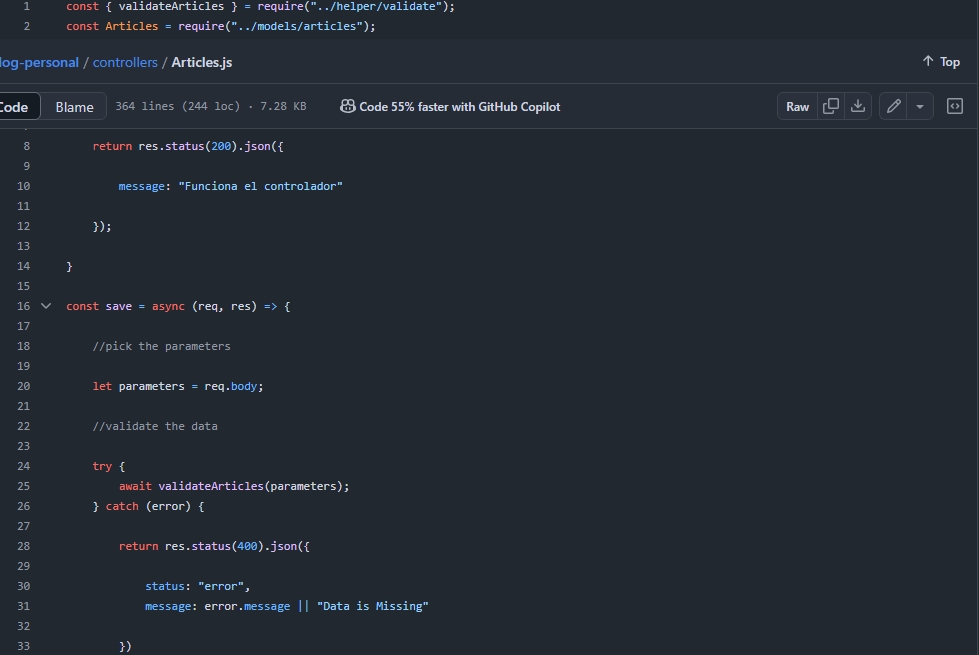 1 const { validateArticles } = require("../helper/validate");
2 const Articles = require("../models/articles");
log-personal / controllers / Articles.js
Top
Code Blame 364 lines (244 loc) · 7.28 KB Code 55% faster with GitHub Copilot Raw
8 return res.status(200).json({
9
10 message: "Funciona el controlador"
11
12 });
13
14 }
15
16 const save = async (req, res) => {
17
18 //pick the parameters
19
20 let parameters = req.body;
21
22 //validate the data
23
24 try {
25 await validateArticles(parameters);
26 } catch (error) {
27
28 return res.status(400).json({
29
30 status: "error",
31 message: error.message || "Data is Missing"
32
33 })